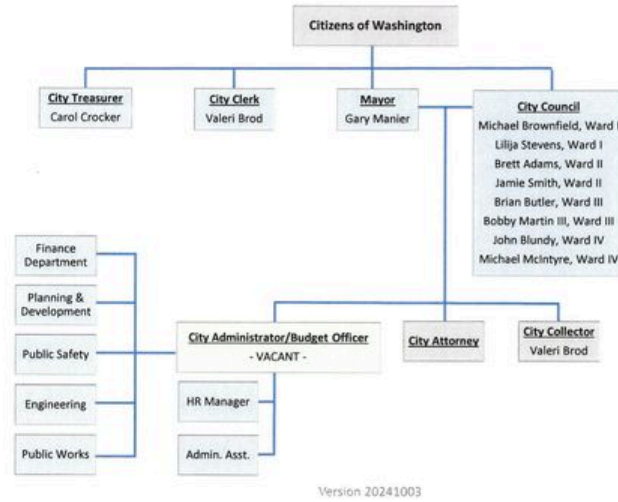 Citizens of Washington
City Treasurer
Carol Crocker
City Clerk
Valeri Brod
Mayor
Gary Manier
City Council
Michael Brownfield, Ward I
Lilija Stevens, Ward I
Brett Adams, Ward II
Jamie Smith, Ward II
Brian Butler, Ward III
Bobby Martin III, Ward III
John Blundy, Ward IV
Michael McIntyre, Ward IV
Finance
Department
Planning &
Development
Public Safety
Engineering
Public Works
City Administrator/Budget Officer
- VACANT -
HR Manager
Admin. Asst.
City Attorney
City Collector
Valeri Brod
Version 20241003